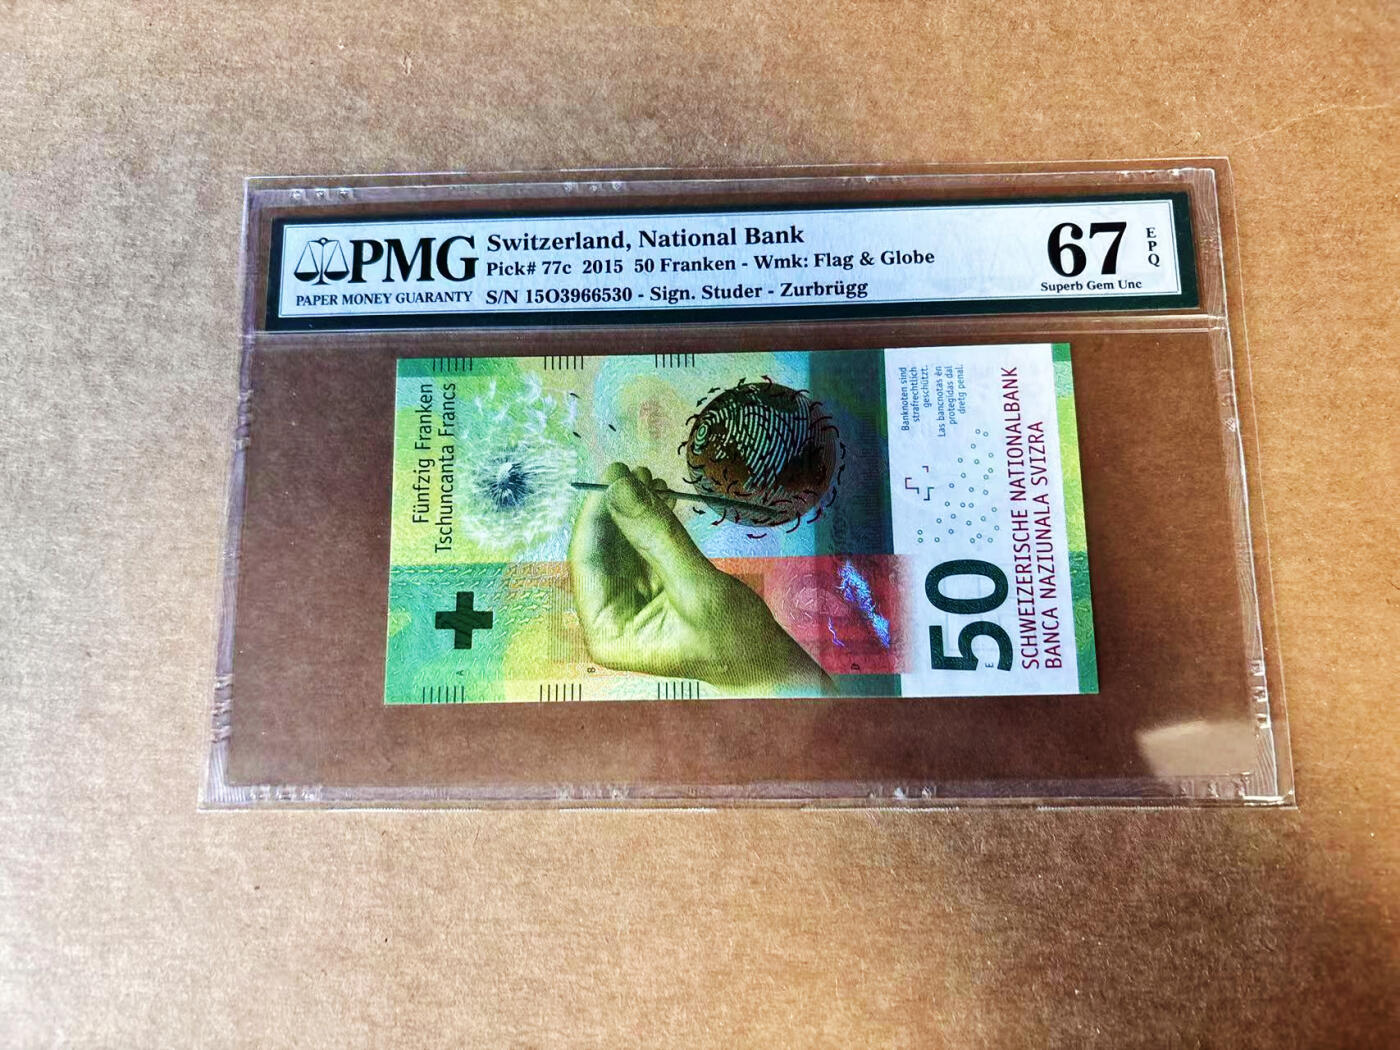 PMG
PAPER MONEY GUARANTY
Switzerland, National Bank
Pick# 77c 2015 50 Franken - Wmk: Flag & Globe
S/N 15O3966530 - Sign. Studer - Zurbrügg
67
EPQ
Superb Gem Unc
Fünfzig Franken
Tschuncanta Francs
Banknoten sind
strafrechtlich
geschützt.
Las bancnotas èn
protegidas dal
dretg penal.
50
SCHWEIZERISCHE NATIONALBANK
BANCA NAZIUNALA SVIZRA
A
B
C
D
E